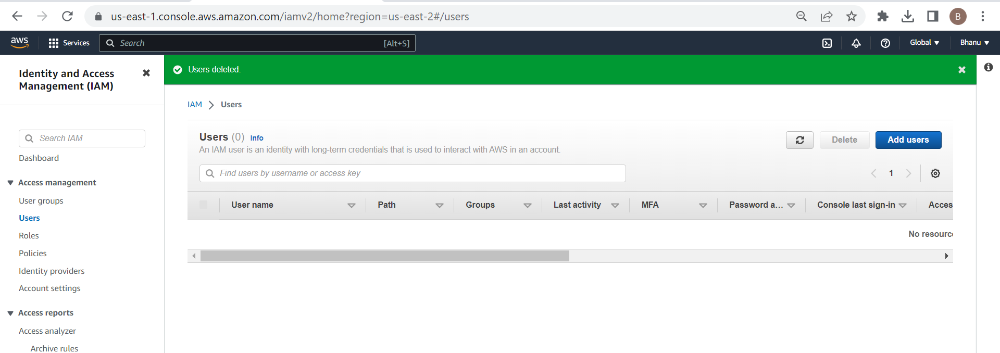 us-east-1.console.aws.amazon.com/iamv2/home?region=us-east-2#/users
B
aws
Services
Search
[Alt+S]
Global
Bhanu
Identity and Access
Management (IAM)
Search IAM
Dashboard
Access management
User groups
Users
Roles
Policies
Identity providers
Account settings
Access reports
Access analyzer
Archive rules
Users deleted.
IAM
Users
Users (0) Info
An IAM user is an identity with long-term credentials that is used to interact with AWS in an account.
Delete
Add users
Find users by username or access key
1
User name
Path
Groups
Last activity
MFA
Password a...
Console last sign-in
Acces
No resourc